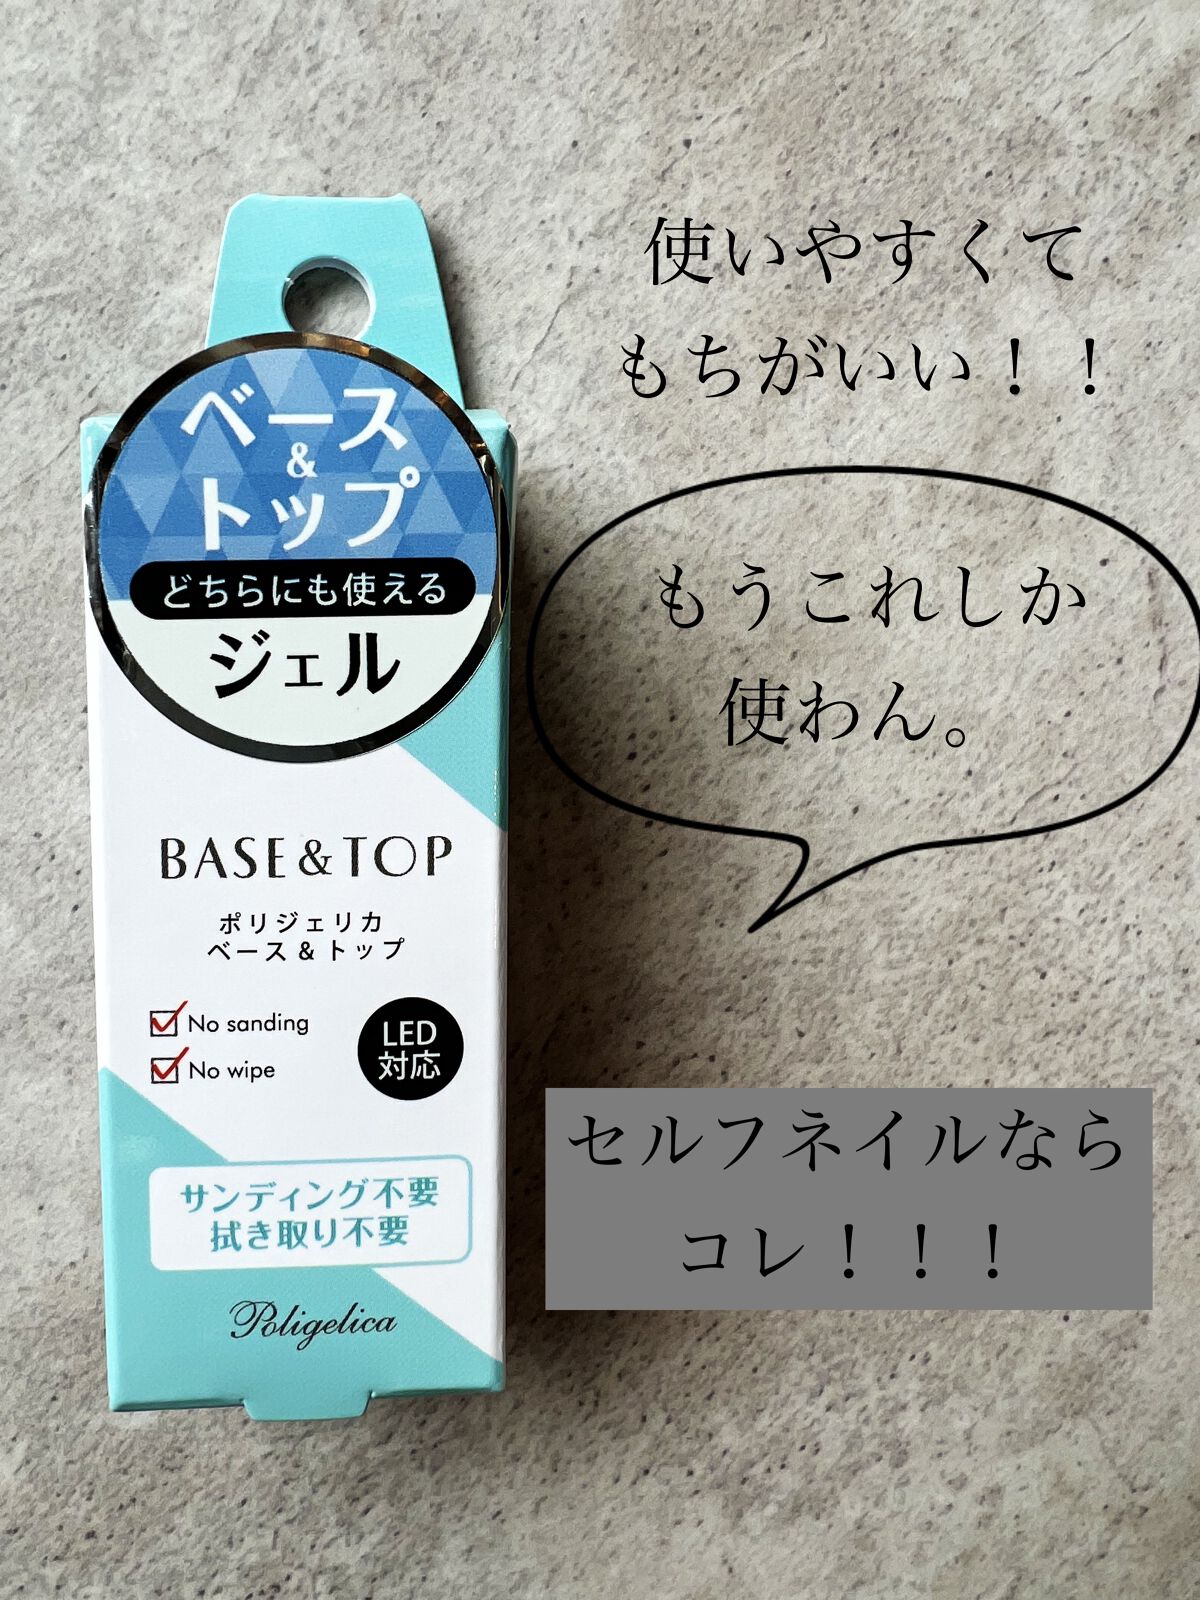 使いやすくて
もちがいい！！
もうこれしか
使わん。
セルフネイルなら
コレ！！！
ベース
&
トップ
どちらにも使える
ジェル
BASE & TOP
ポリジェリカ
ベース&トップ
No sanding
No wipe
LED
対応
サンディング不要
拭き取り不要
Poligelica